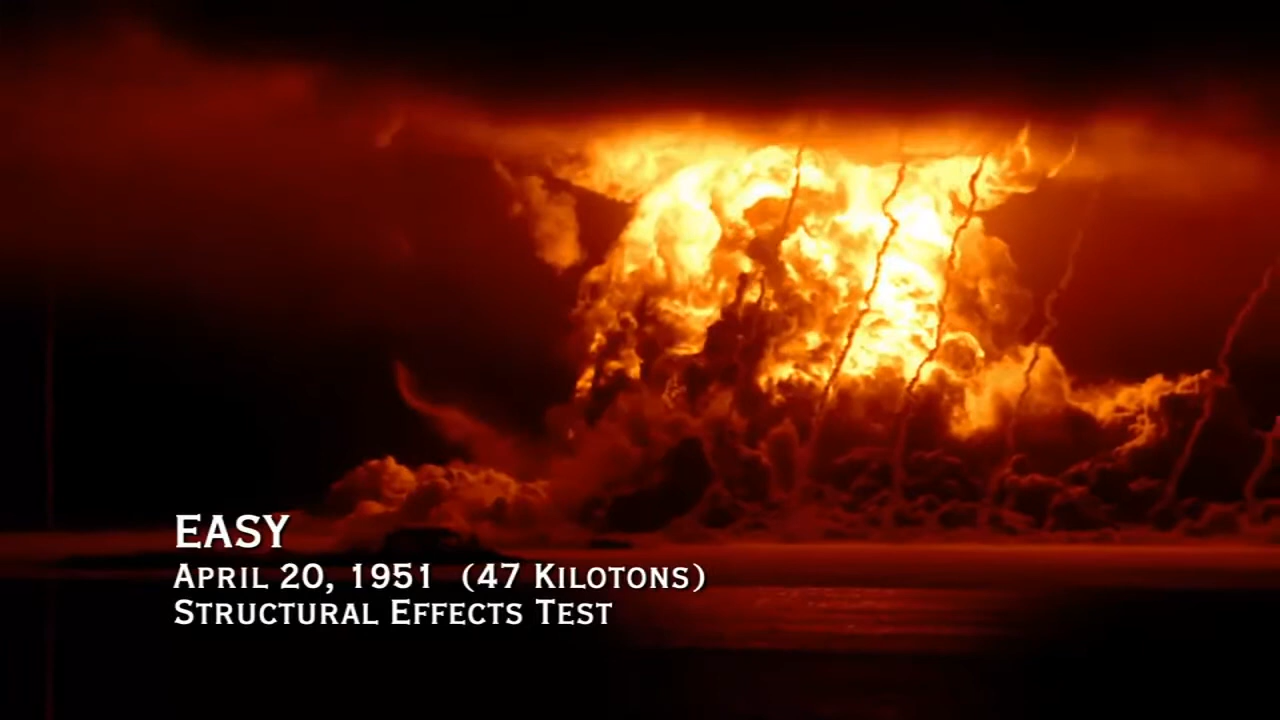 EASY
APRIL 20, 1951 (47 KILOTONS)
STRUCTURAL EFFECTS TEST